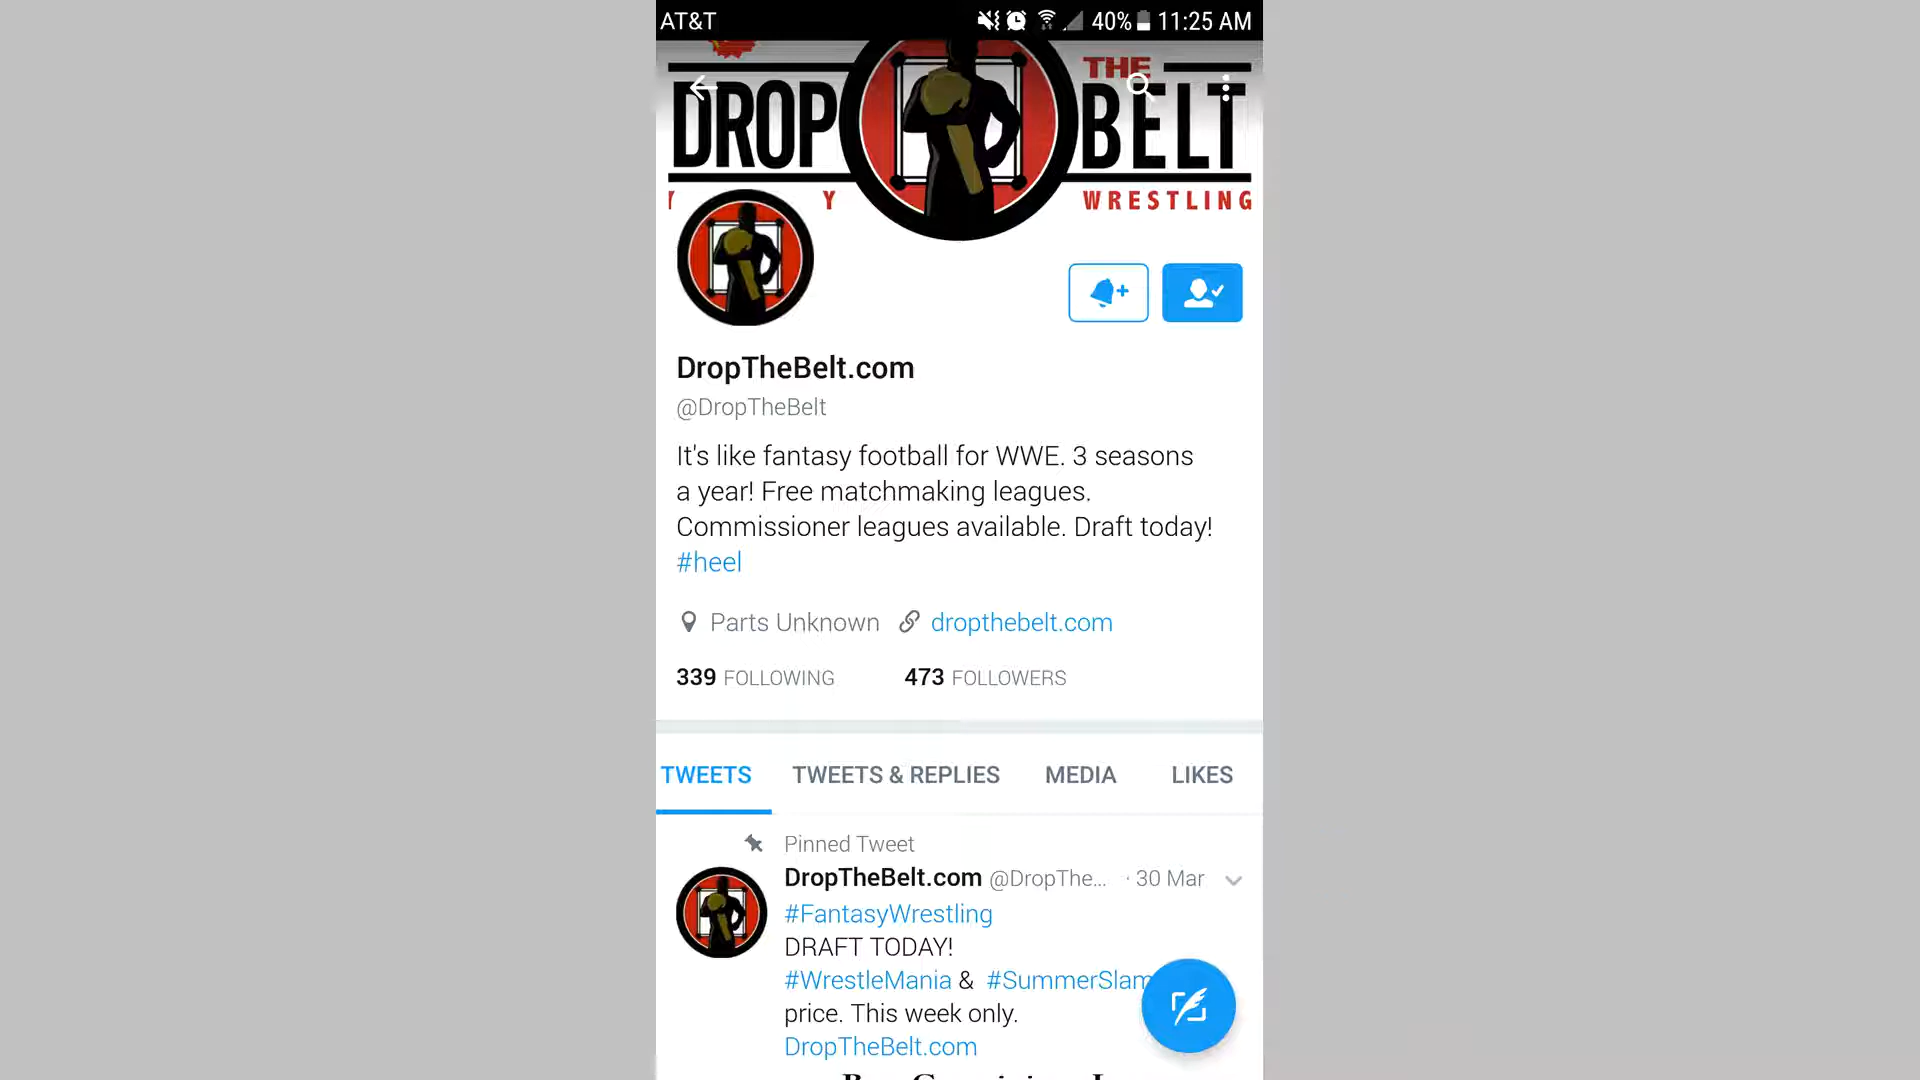 AT&T
40% 11:25 AM
THE
DROP BELT
Y WRESTLING
DropTheBelt.com
@DropTheBelt
It's like fantasy football for WWE. 3 seasons
a year! Free matchmaking leagues.
Commissioner leagues available. Draft today!
#heel
Parts Unknown dropthebelt.com
339 FOLLOWING 473 FOLLOWERS
TWEETS TWEETS & REPLIES MEDIA LIKES
Pinned Tweet
DropTheBelt.com @DropThe... · 30 Mar
#FantasyWrestling
DRAFT TODAY!
#WrestleMania & #SummerSlam
price. This week only.
DropTheBelt.com